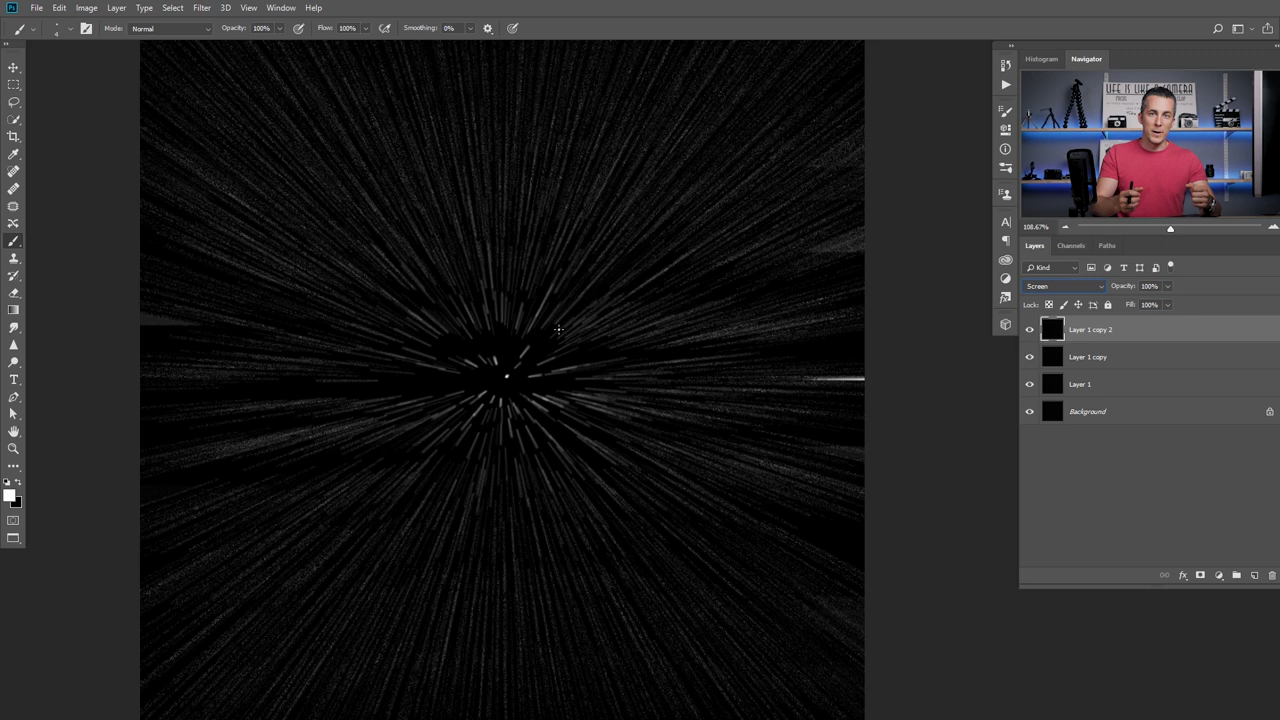 Ps File Edit Image Layer Type Select Filter 3D View Window Help
4 Mode: Normal Opacity: 100% Flow: 100% Smoothing: 0%
Histogram Navigator
LIFE IS LIKE A CAMERA
108.67%
Layers Channels Paths
Kind
Screen Opacity: 100%
Lock: Fill: 100%
Layer 1 copy 2
Layer 1 copy
Layer 1
Background